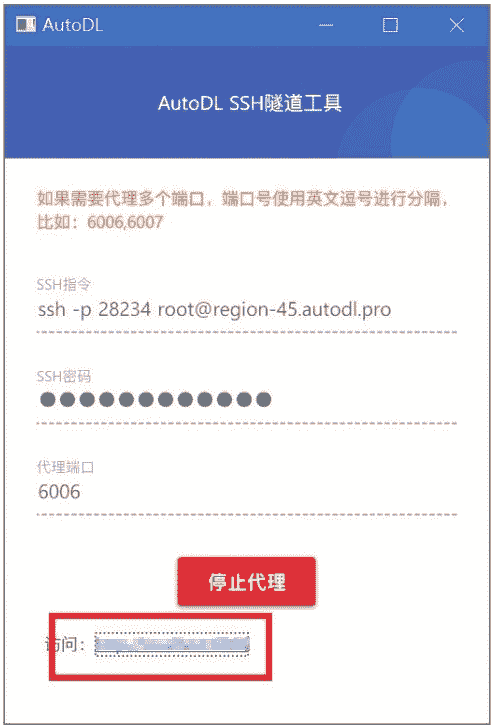 AutoDL
AutoDL SSH隧道工具
如果需要代理多个端口，端口号使用英文逗号进行分隔，
比如：6006,6007
SSH指令
ssh -p 28234 root@region-45.autodl.pro
SSH密码
代理端口
6006
停止代理
访问：